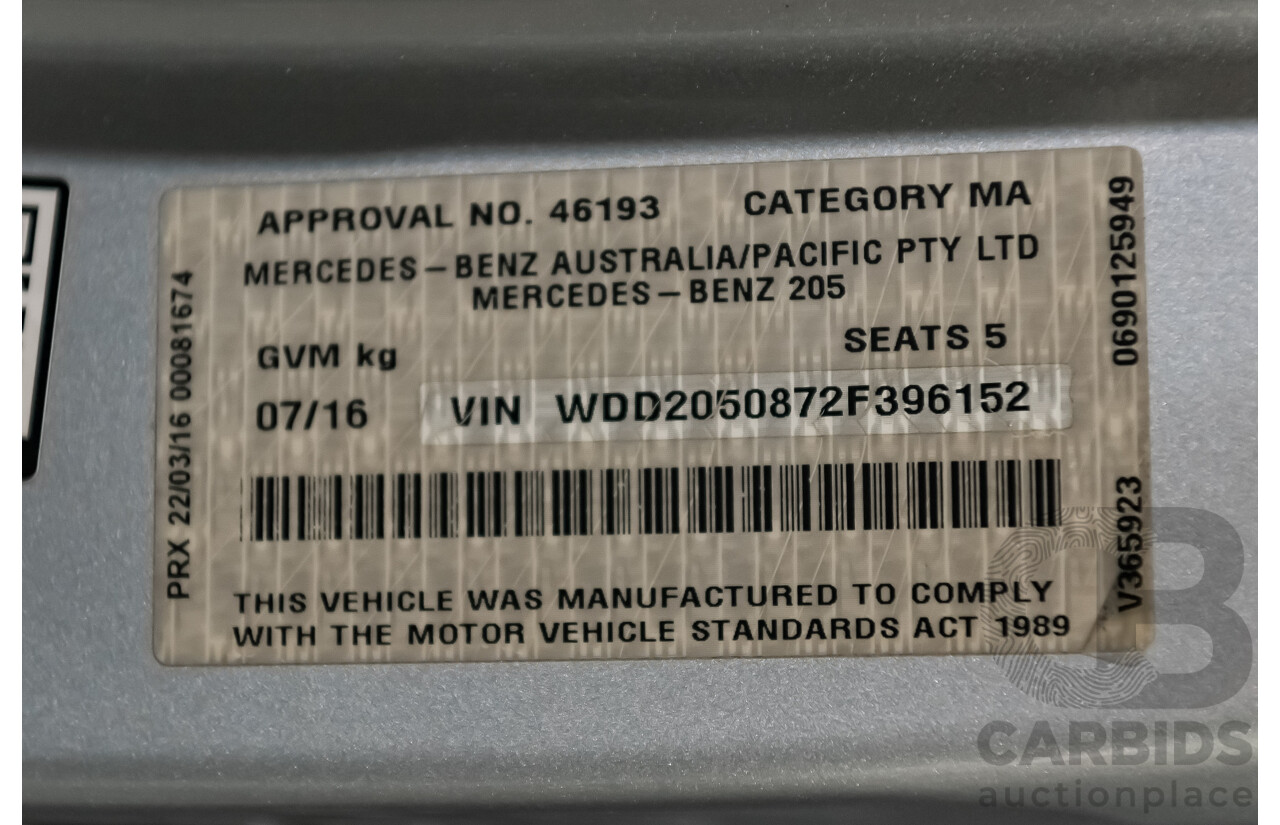 APPROVAL NO. 46193 CATEGORY MA
MERCEDES-BENZ AUSTRALIA/PACIFIC PTY LTD
MERCEDES-BENZ 205
GVM kg SEATS 5
07/16 VIN WDD2050872F396152
THIS VEHICLE WAS MANUFACTURED TO COMPLY
WITH THE MOTOR VEHICLE STANDARDS ACT 1989
PRX 22/03/16 00081674
0690125949
V365923
CB
CARBIDS
auctionplace